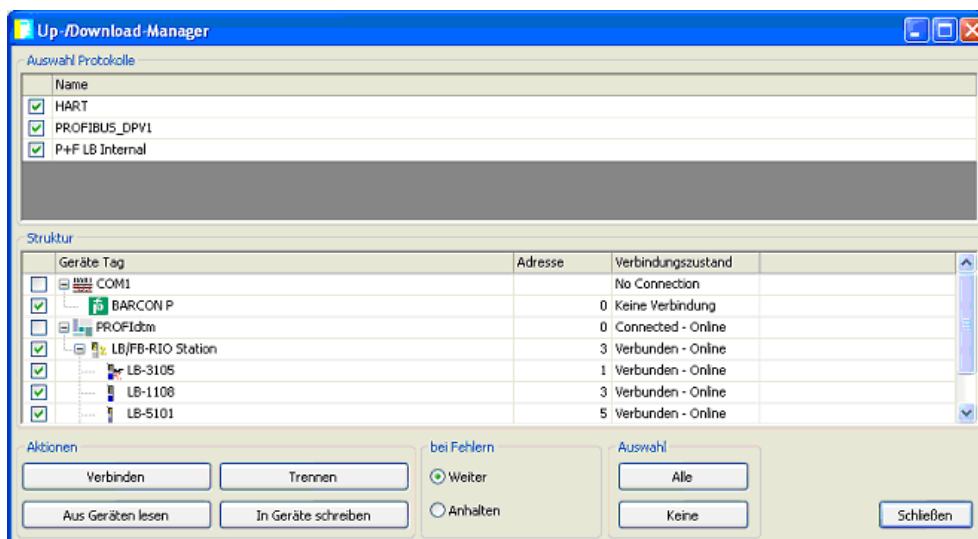 Up-/Download-Manager
Auswahl Protokolle
Name
HART
PROFIBUS_DPV1
P+F LB Internal
Struktur
Geräte Tag Adresse Verbindungszustand
COM1 No Connection
BARCON P 0 Keine Verbindung
PROFIdtm 0 Connected - Online
LB/FB-RIO Station 3 Verbunden - Online
LB-3105 1 Verbunden - Online
LB-1108 3 Verbunden - Online
LB-5101 5 Verbunden - Online
Aktionen bei Fehlern Auswahl
Verbinden Trennen Weiter Alle
Aus Geräten lesen In Geräte schreiben Anhalten Keine Schließen